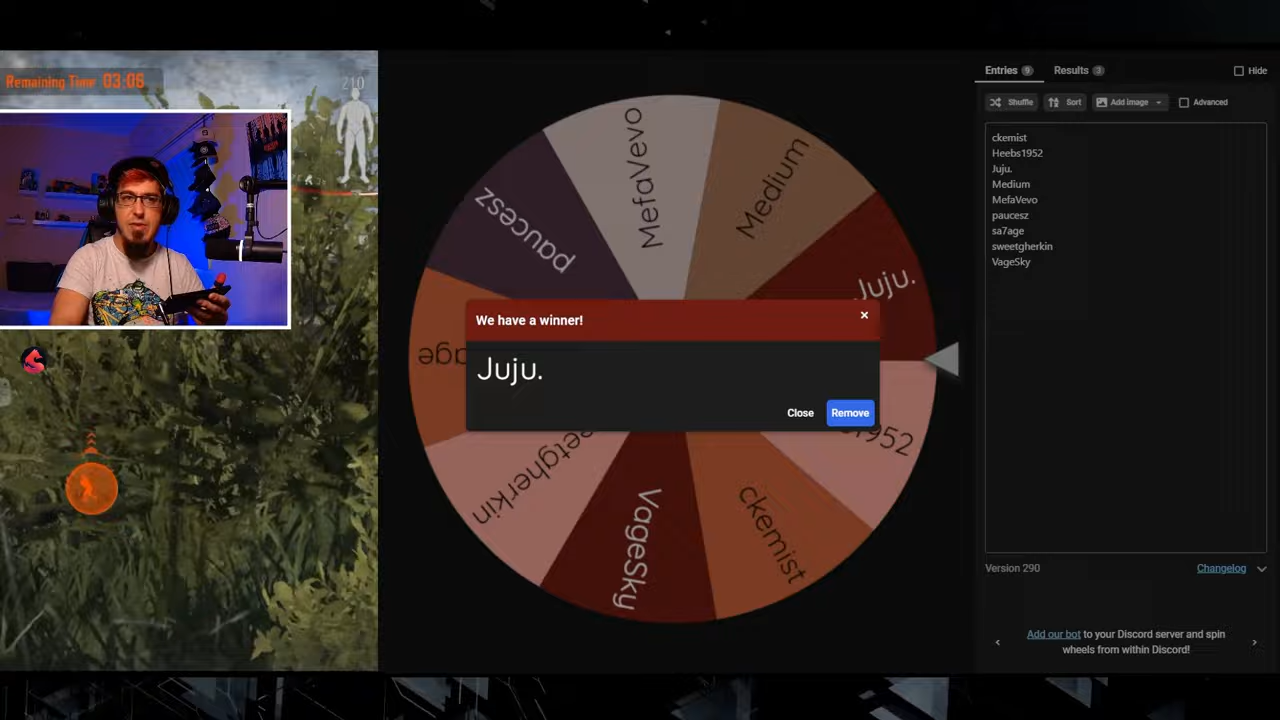 Remaining Time 03:06
210
Entries 9
Results 3
Hide
Shuffle
Sort
Add image
Advanced
ckemist
Heebs1952
Juju.
Medium
MefaVevo
paucesz
sa7age
sweetgherkin
VageSky
MefaVevo
Medium
paucesz
Juju.
age
We have a winner!
×
Juju.
Close
Remove
1952
etgherkin
VageSky
ckemist
Version 290
Changelog
Add our bot to your Discord server and spin
wheels from within Discord!